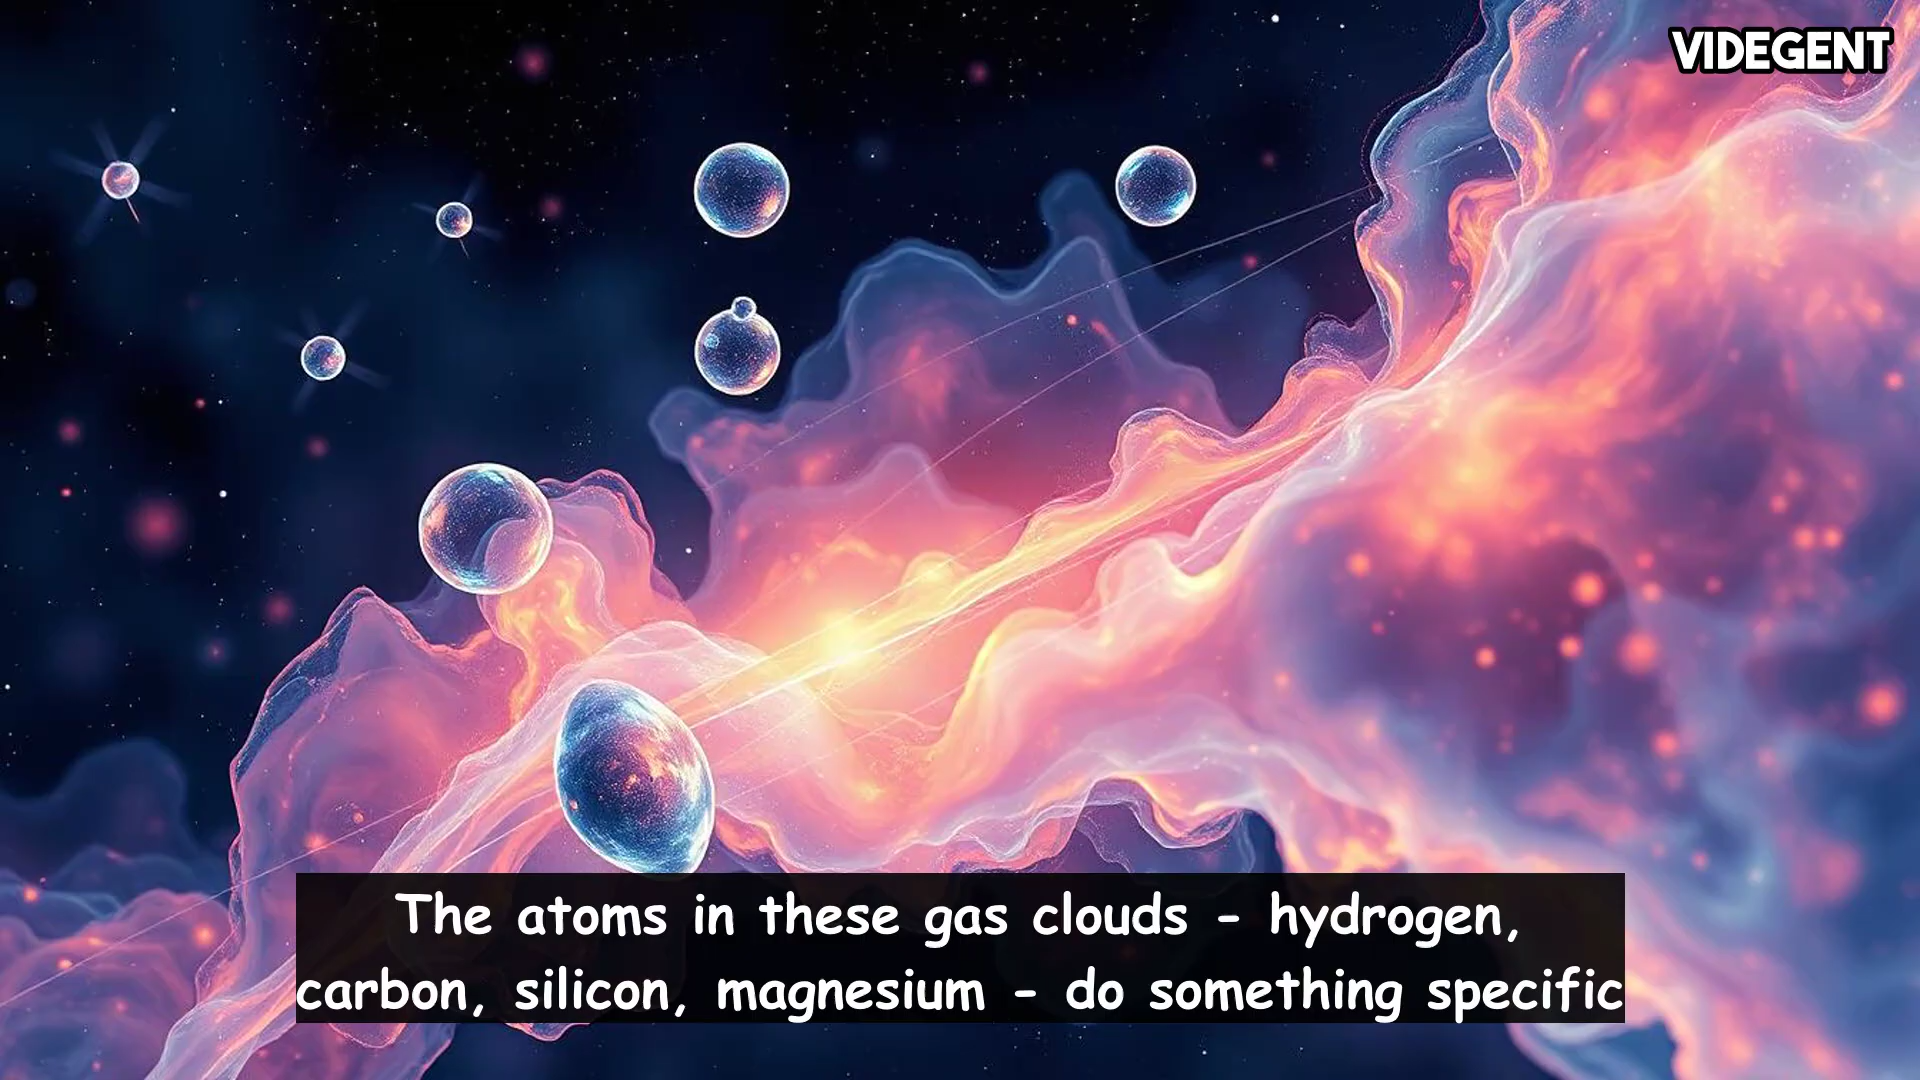 VIDEGENT
The atoms in these gas clouds - hydrogen,
carbon, silicon, magnesium - do something specific